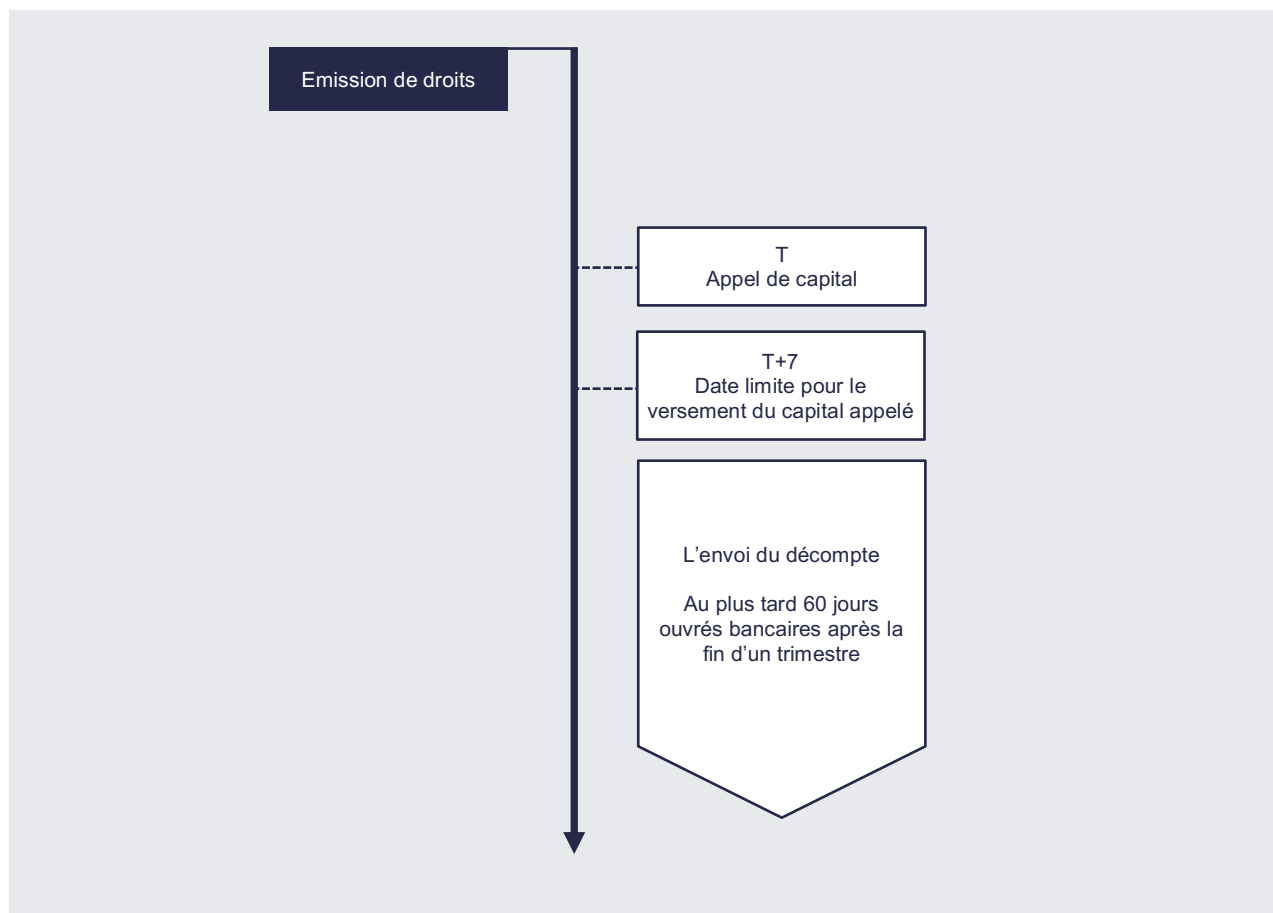 Emission de droits
T
Appel de capital
T+7
Date limite pour le
versement du capital appelé
L’envoi du décompte
Au plus tard 60 jours
ouvrés bancaires après la
fin d’un trimestre